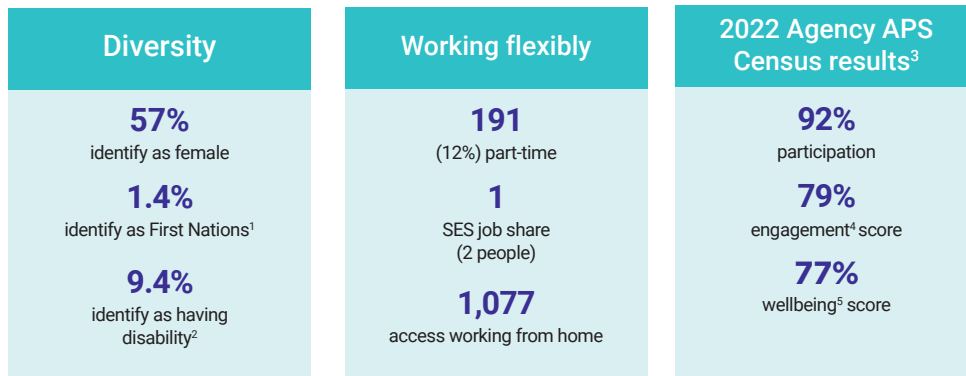 Diversity
57%
identify as female
1.4%
identify as First Nations¹
9.4%
identify as having
disability²
Working flexibly
191
(12%) part-time
1
SES job share
(2 people)
1,077
access working from home
2022 Agency APS
Census results³
92%
participation
79%
engagement⁴ score
77%
wellbeing⁵ score